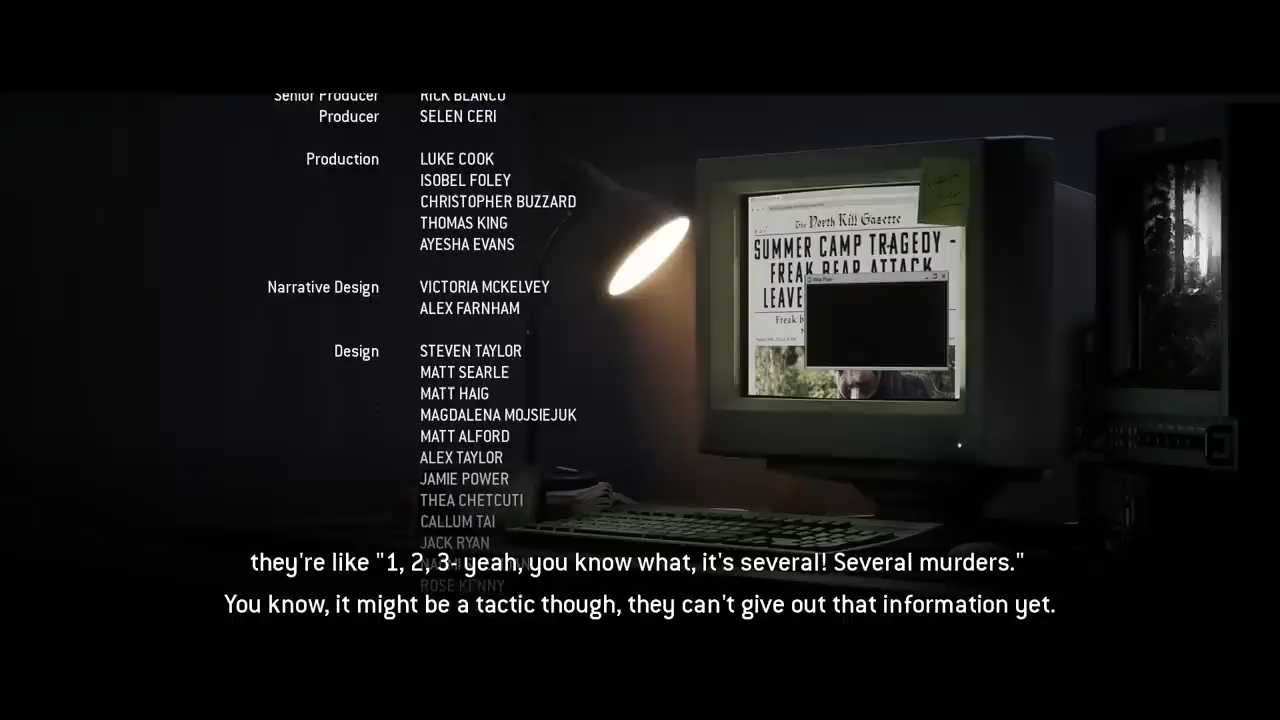 Senior Producer RICK BLANCO
Producer SELEN CERI
Production LUKE COOK
ISOBEL FOLEY
CHRISTOPHER BUZZARD
THOMAS KING
AYESHA EVANS
Narrative Design VICTORIA MCKELVEY
ALEX FARNHAM
Design STEVEN TAYLOR
MATT SEARLE
MATT HAIG
MAGDALENA MOJSIEJUK
MATT ALFORD
ALEX TAYLOR
JAMIE POWER
THEA CHETCUTI
CALLUM TAI
JACK RYAN
ROSE KENNY
The North Kill Gazette
SUMMER CAMP TRAGEDY -
FREAK BEAR ATTACK
LEAVE
Freak b
they're like "1, 2, 3- yeah, you know what, it's several! Several murders."
You know, it might be a tactic though, they can't give out that information yet.